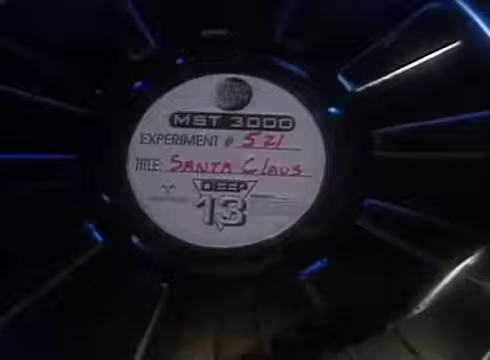 MST 3000
EXPERIMENT # 521
TITLE: SANTA CLAUS
DEEP
13